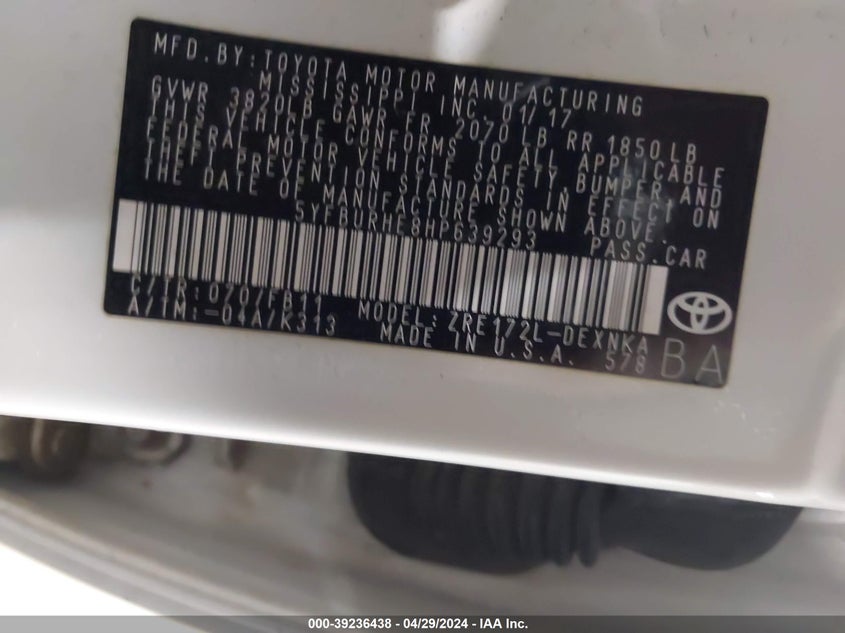 MFD. BY: TOYOTA MOTOR MANUFACTURING
MISSISSIPPI INC. 01/17
GVWR 3820LB GAWR FR 2070 LB RR 1850 LB
THIS VEHICLE CONFORMS TO ALL APPLICABLE
FEDERAL MOTOR VEHICLE SAFETY, BUMPER, AND
THEFT PREVENTION STANDARDS IN EFFECT ON
THE DATE OF MANUFACTURE SHOWN ABOVE.
5YFBURHE8HP639293 PASS. CAR
C/TR: 070/FB11 MODEL: ZRE172L-DEXNKA
A/TM:-04A/K313 MADE IN U.S.A. 578
BA
000-39236438 - 04/29/2024 - IAA Inc.